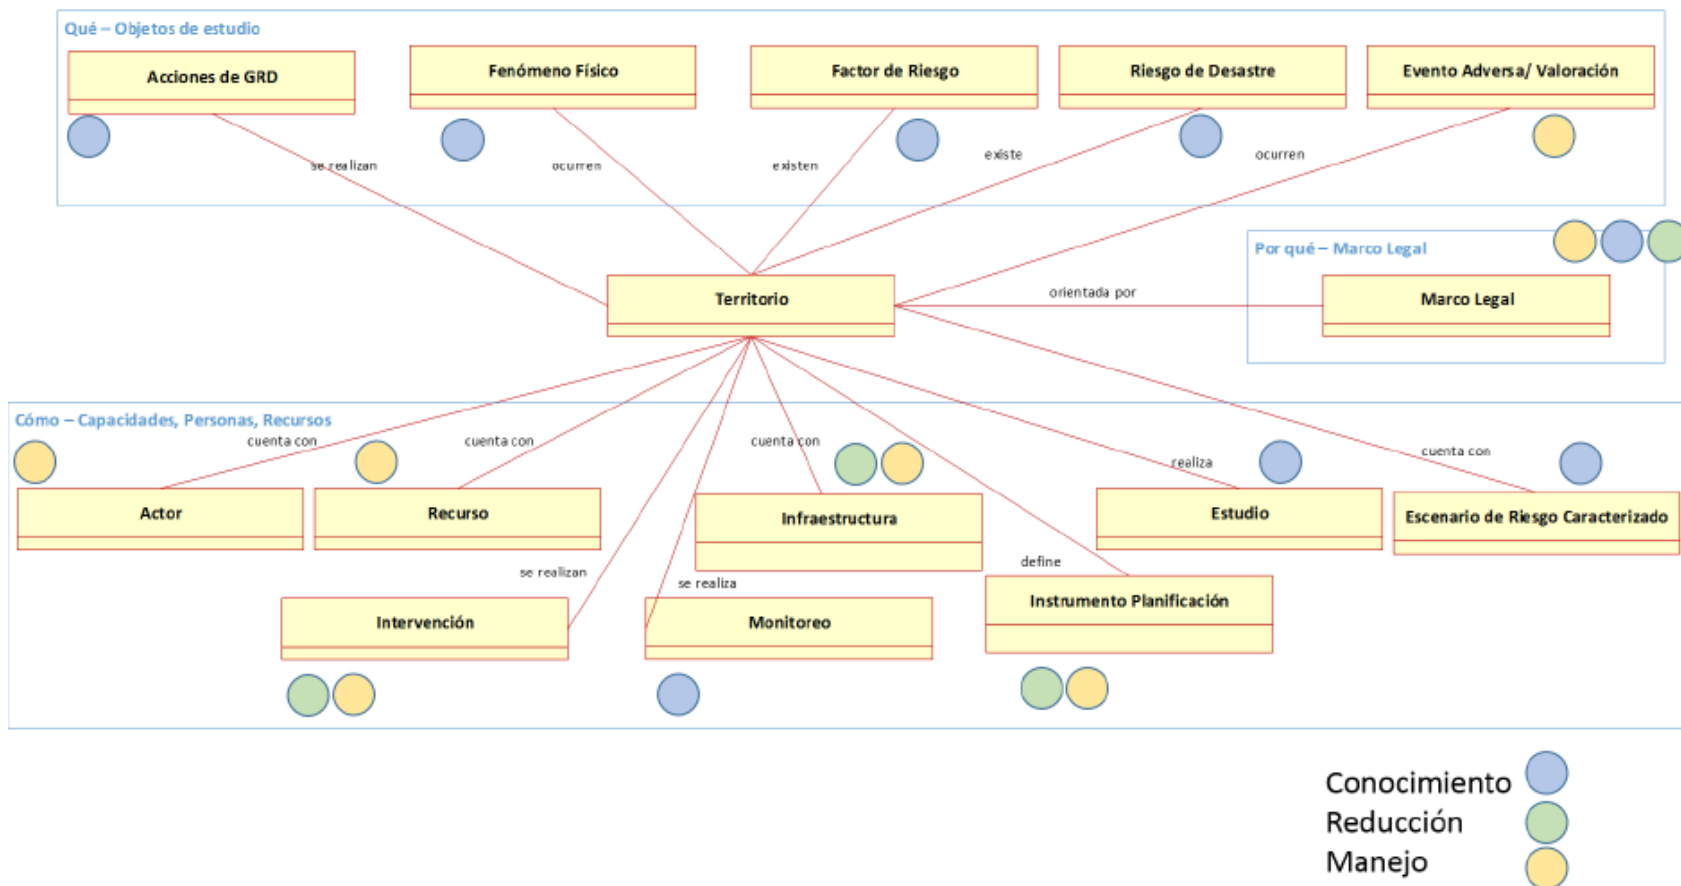 Qué – Objetos de estudio
Acciones de GRD
Fenómeno Físico
Factor de Riesgo
Riesgo de Desastre
Evento Adversa/ Valoración
se realizan
ocurren
existen
existe
ocurren
Por qué – Marco Legal
Territorio
orientada por
Marco Legal
Cómo – Capacidades, Personas, Recursos
cuenta con
cuenta con
cuenta con
realiza
cuenta con
Actor
Recurso
Infraestructura
Estudio
Escenario de Riesgo Caracterizado
se realizan
se realiza
define
Intervención
Monitoreo
Instrumento Planificación
Conocimiento
Reducción
Manejo